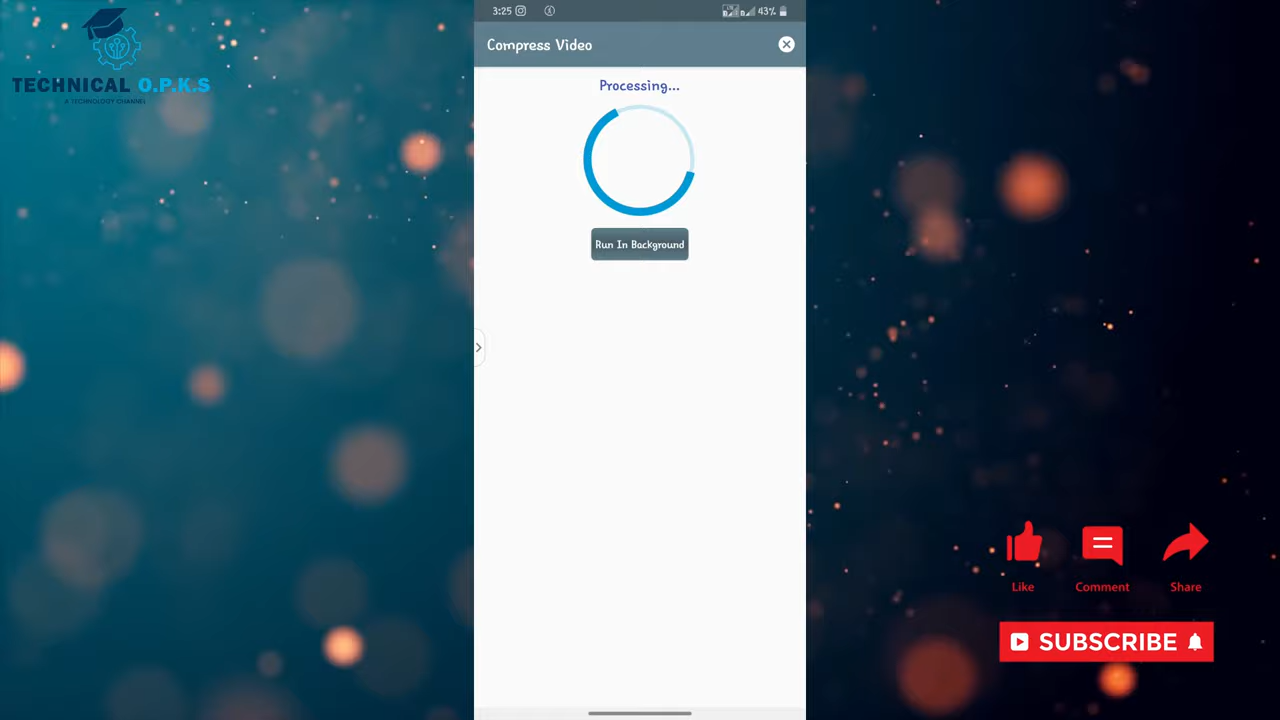 TECHNICAL O.P.K.S
A TECHNOLOGY CHANNEL
3:25
43%
Compress Video
Processing...
Run In Background
Like
Comment
Share
SUBSCRIBE